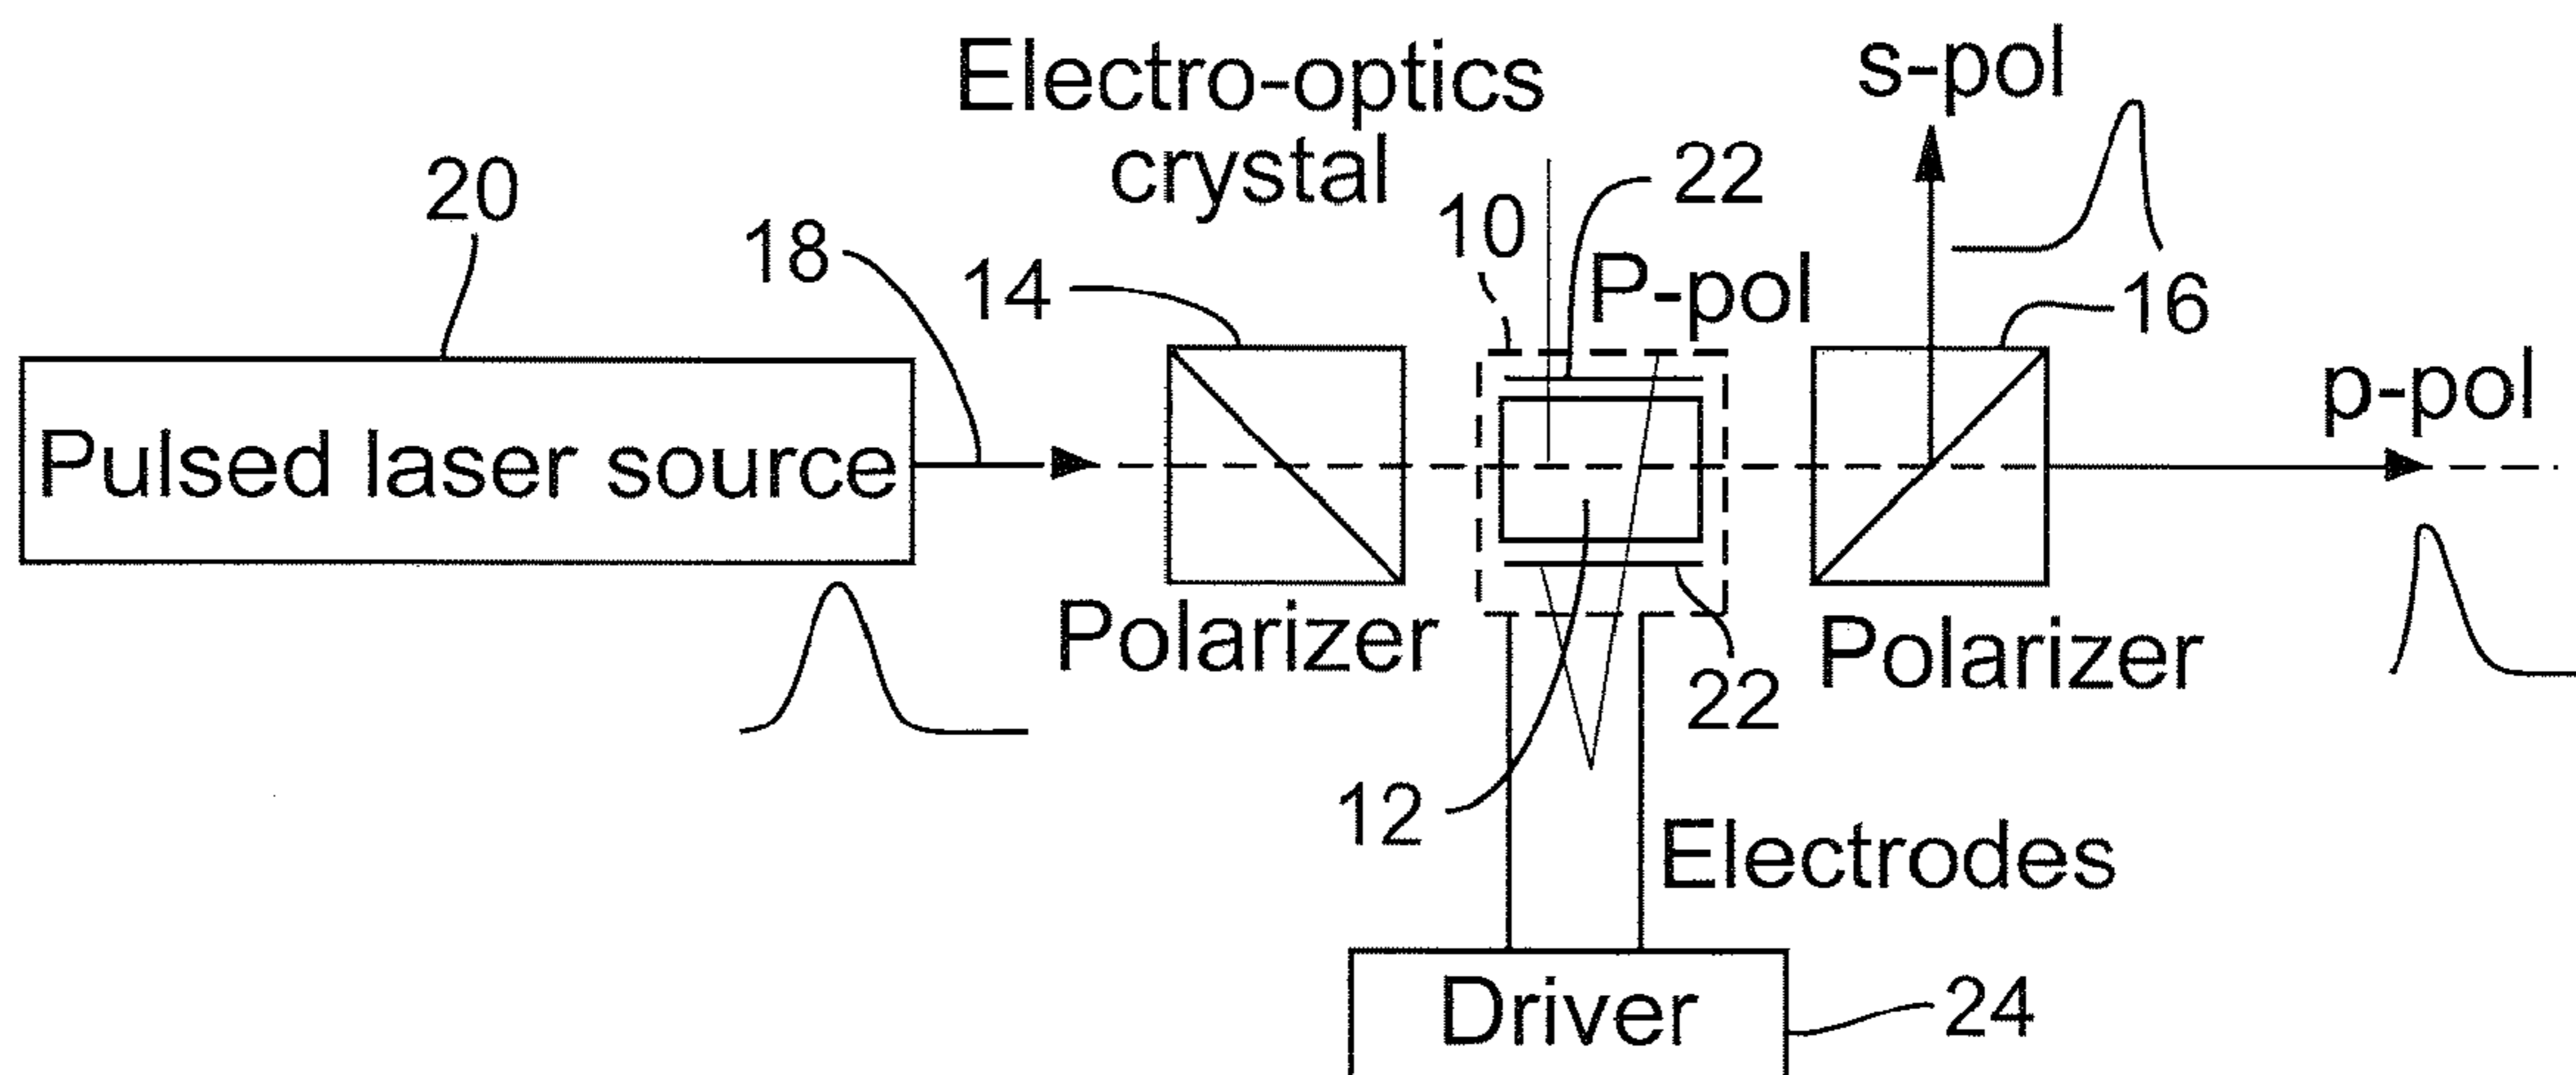 Electro-optics
crystal
s-pol
20
18
14
10
22
P-pol
16
Pulsed laser source
p-pol
Polarizer
22
Polarizer
12
Electrodes
Driver
24